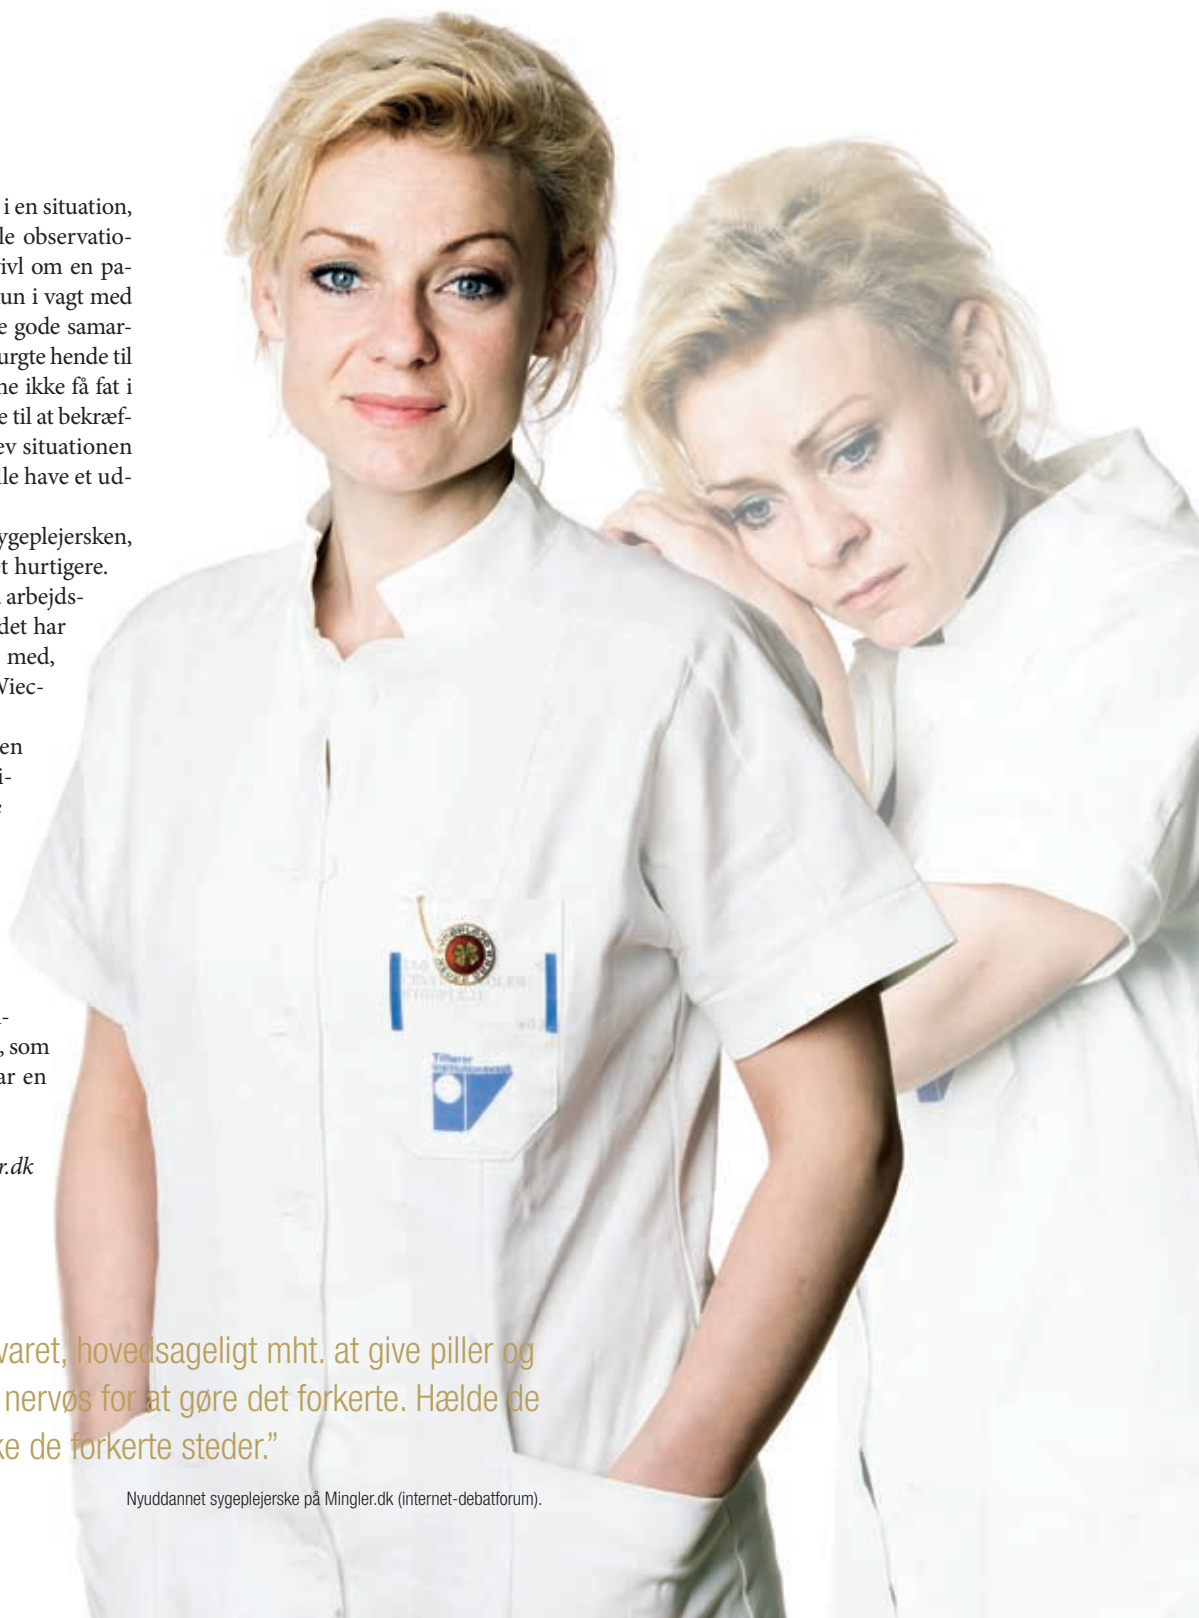 i en situation,
le observatio-
ivl om en pa-
un i vagt med
e gode samar-
urgte hende til
ne ikke få fat i
e til at bekræf-
ev situationen
lle have et ud-
ygeplejersken,
t hurtigere.
arbejds-
det har
med,
Wiec-
en
i-
e
-
, som
ar en
r.dk
Tilhører
varet, hovedsageligt mht. at give piller og
nervøs for at gøre det forkerte. Hælde de
ke de forkerte steder.”
Nyuddannet sygeplejerske på Mingler.dk (internet-debatforum).